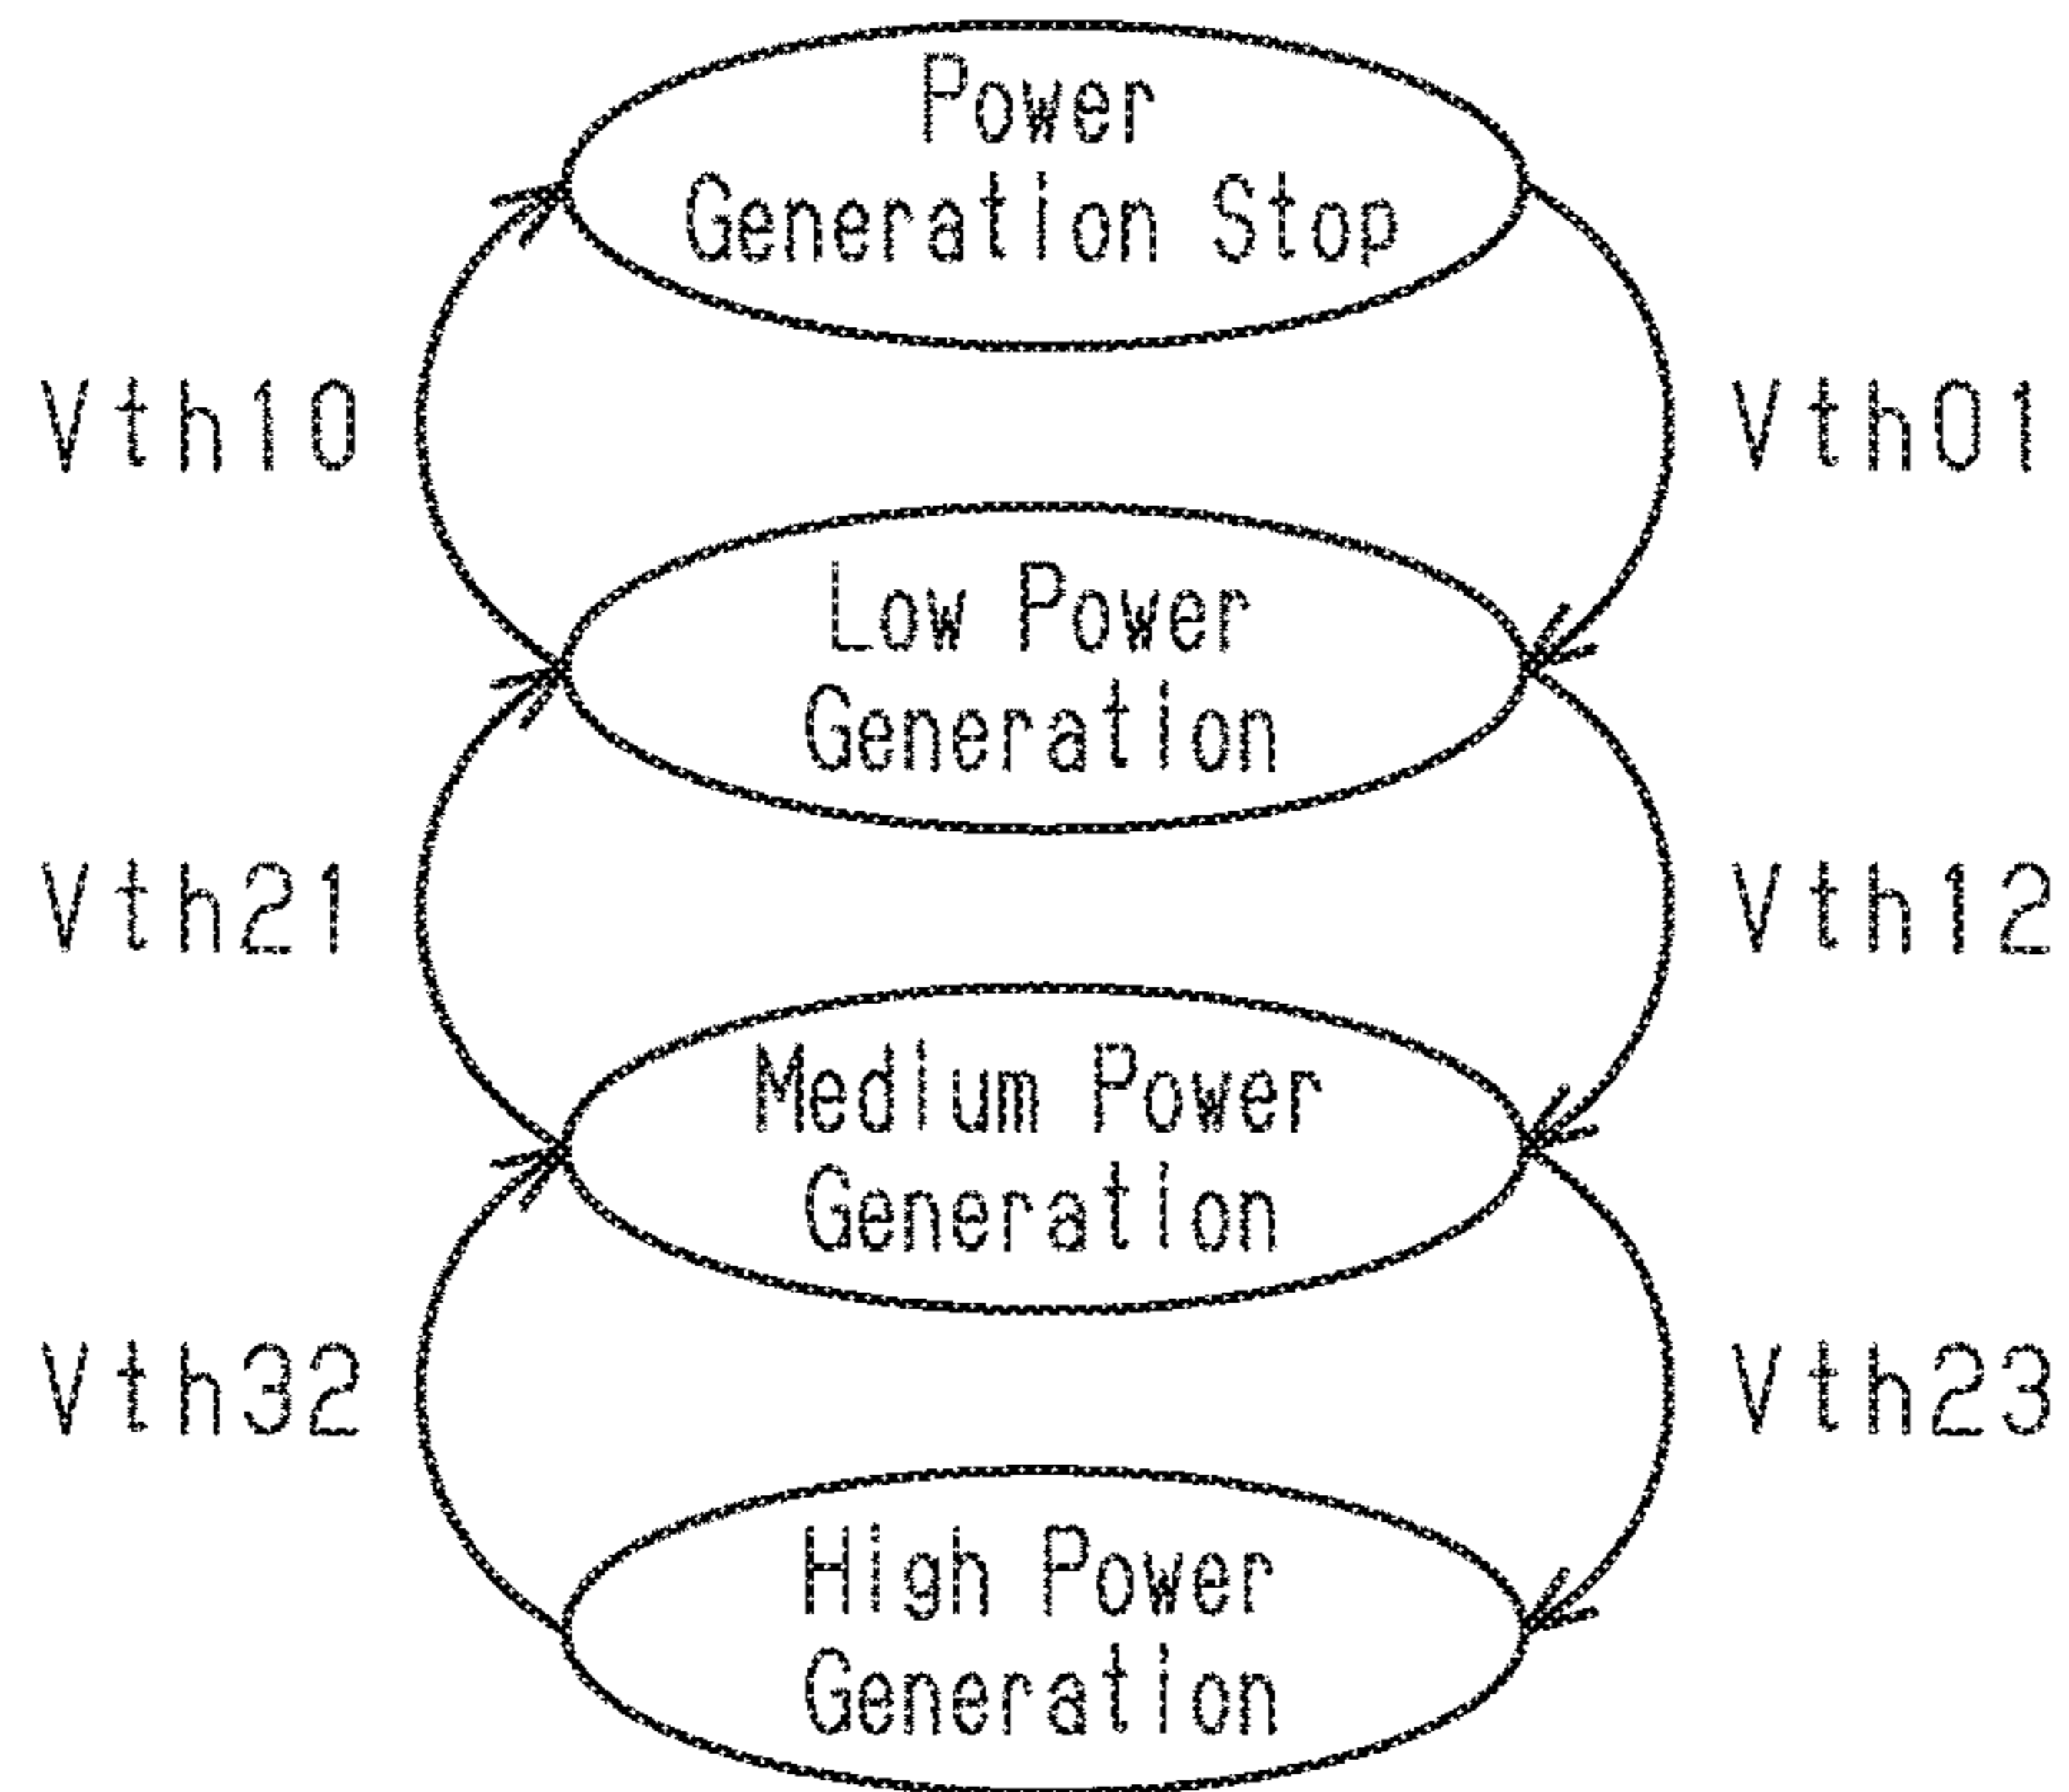 Power
Generation Stop
Vth10
Vth01
Low Power
Generation
Vth21
Vth12
Medium Power
Generation
Vth32
Vth23
High Power
Generation